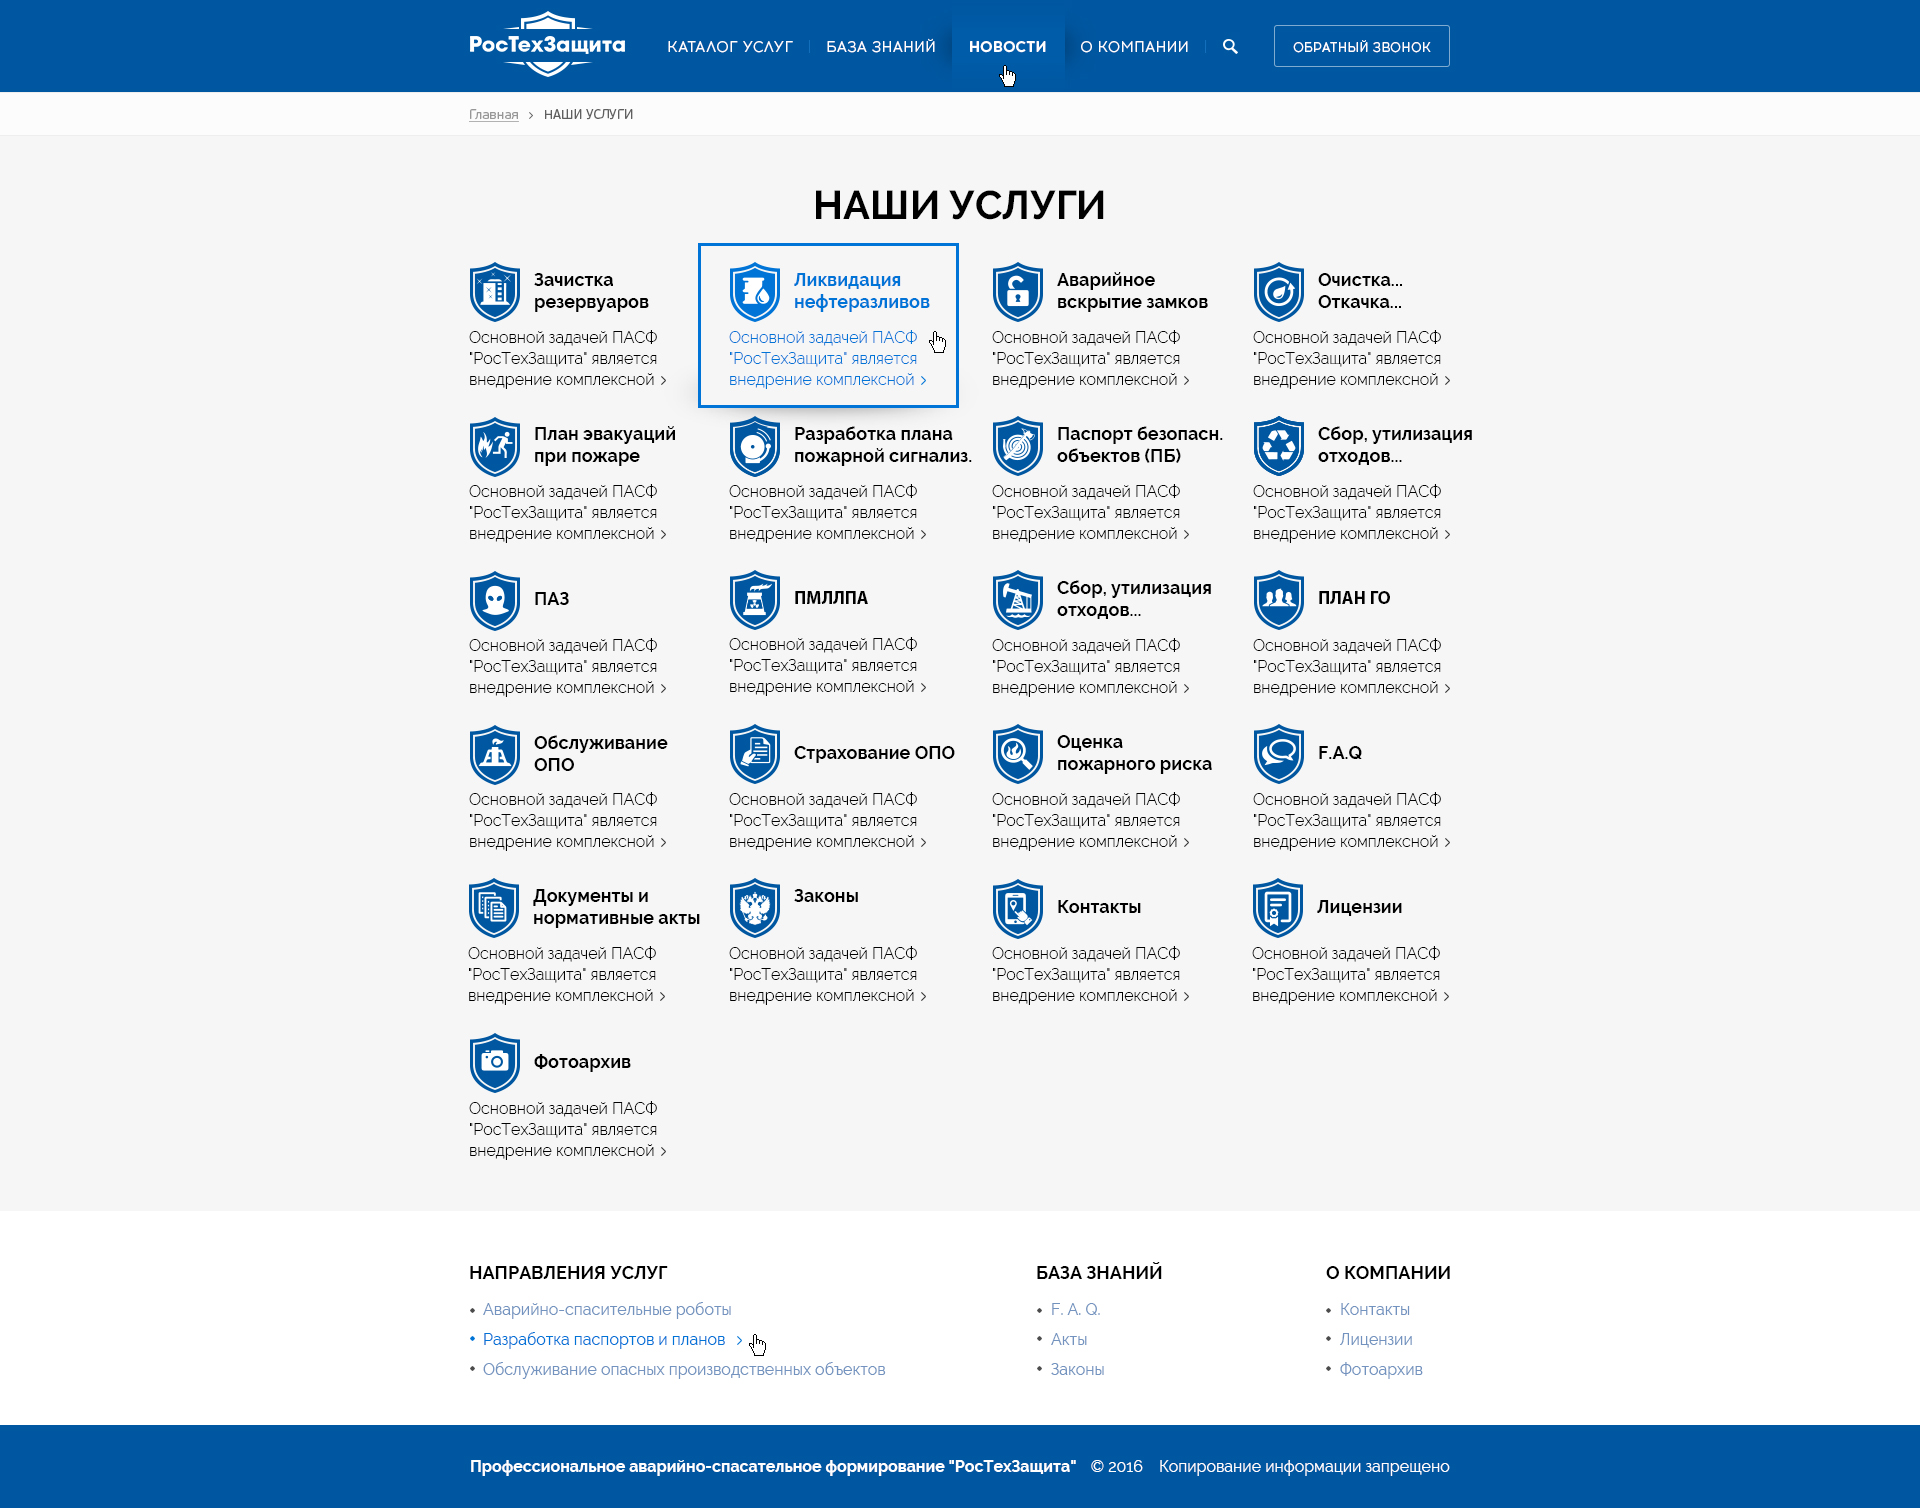 РосТехЗащита
КАТАЛОГ УСЛУГ
БАЗА ЗНАНИЙ
НОВОСТИ
О КОМПАНИИ
ОБРАТНЫЙ ЗВОНОК
Главная > НАШИ УСЛУГИ
НАШИ УСЛУГИ
Зачистка
резервуаров
Основной задачей ПАСФ
"РосТехЗащита" является
внедрение комплексной >
Ликвидация
нефтеразливов
Основной задачей ПАСФ
"РосТехЗащита" является
внедрение комплексной >
Аварийное
вскрытие замков
Основной задачей ПАСФ
"РосТехЗащита" является
внедрение комплексной >
Очистка...
Откачка...
Основной задачей ПАСФ
"РосТехЗащита" является
внедрение комплексной >
План эвакуаций
при пожаре
Основной задачей ПАСФ
"РосТехЗащита" является
внедрение комплексной >
Разработка плана
пожарной сигнализ.
Основной задачей ПАСФ
"РосТехЗащита" является
внедрение комплексной >
Паспорт безопасн.
объектов (ПБ)
Основной задачей ПАСФ
"РосТехЗащита" является
внедрение комплексной >
Сбор, утилизация
отходов...
Основной задачей ПАСФ
"РосТехЗащита" является
внедрение комплексной >
ПАЗ
Основной задачей ПАСФ
"РосТехЗащита" является
внедрение комплексной >
ПМЛЛПА
Основной задачей ПАСФ
"РосТехЗащита" является
внедрение комплексной >
Сбор, утилизация
отходов...
Основной задачей ПАСФ
"РосТехЗащита" является
внедрение комплексной >
ПЛАН ГО
Основной задачей ПАСФ
"РосТехЗащита" является
внедрение комплексной >
Обслуживание
ОПО
Основной задачей ПАСФ
"РосТехЗащита" является
внедрение комплексной >
Страхование ОПО
Основной задачей ПАСФ
"РосТехЗащита" является
внедрение комплексной >
Оценка
пожарного риска
Основной задачей ПАСФ
"РосТехЗащита" является
внедрение комплексной >
F.A.Q
Основной задачей ПАСФ
"РосТехЗащита" является
внедрение комплексной >
Документы и
нормативные акты
Основной задачей ПАСФ
"РосТехЗащита" является
внедрение комплексной >
Законы
Основной задачей ПАСФ
"РосТехЗащита" является
внедрение комплексной >
Контакты
Основной задачей ПАСФ
"РосТехЗащита" является
внедрение комплексной >
Лицензии
Основной задачей ПАСФ
"РосТехЗащита" является
внедрение комплексной >
Фотоархив
Основной задачей ПАСФ
"РосТехЗащита" является
внедрение комплексной >
НАПРАВЛЕНИЯ УСЛУГ
• Аварийно-спасительные роботы
• Разработка паспортов и планов >
• Обслуживание опасных производственных объектов
БАЗА ЗНАНИЙ
• F. A. Q.
• Акты
• Законы
О КОМПАНИИ
• Контакты
• Лицензии
• Фотоархив
Профессиональное аварийно-спасательное формирование "РосТехЗащита" © 2016 Копирование информации запрещено